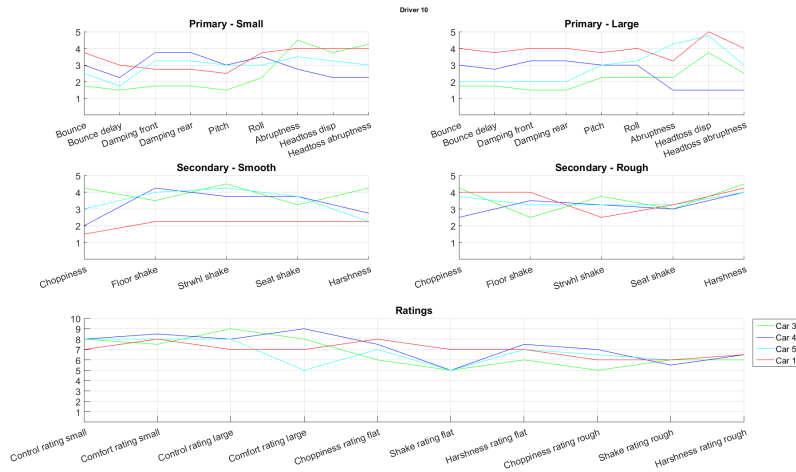 Driver 10
Primary - Small
5
4
3
2
1
Bounce
Bounce delay
Damping front
Damping rear
Pitch
Roll
Abruptness
Headtoss disp
Headtoss abruptness
Primary - Large
5
4
3
2
1
Bounce
Bounce delay
Damping front
Damping rear
Pitch
Roll
Abruptness
Headtoss disp
Headtoss abruptness
Secondary - Smooth
5
4
3
2
1
Choppiness
Floor shake
Strwhl shake
Seat shake
Harshness
Secondary - Rough
5
4
3
2
1
Choppiness
Floor shake
Strwhl shake
Seat shake
Harshness
Ratings
10
9
8
7
6
5
4
3
2
1
Control rating small
Comfort rating small
Control rating large
Comfort rating large
Choppiness rating flat
Shake rating flat
Harshness rating flat
Choppiness rating rough
Shake rating rough
Harshness rating rough
Car 3
Car 4
Car 5
Car 1